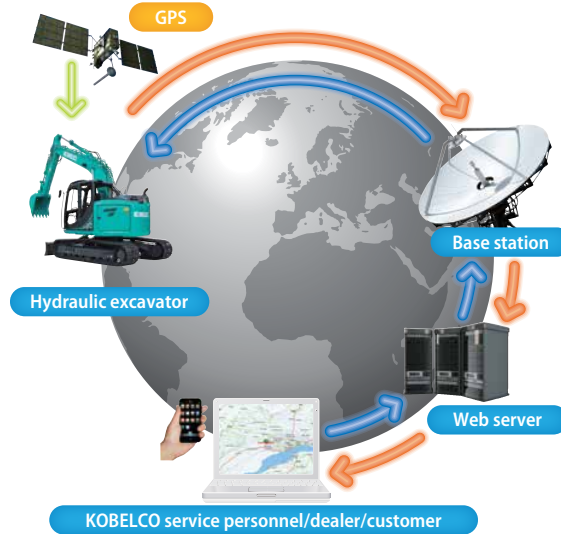 GPS
Base station
Hydraulic excavator
Web server
KOBELCO service personnel/dealer/customer